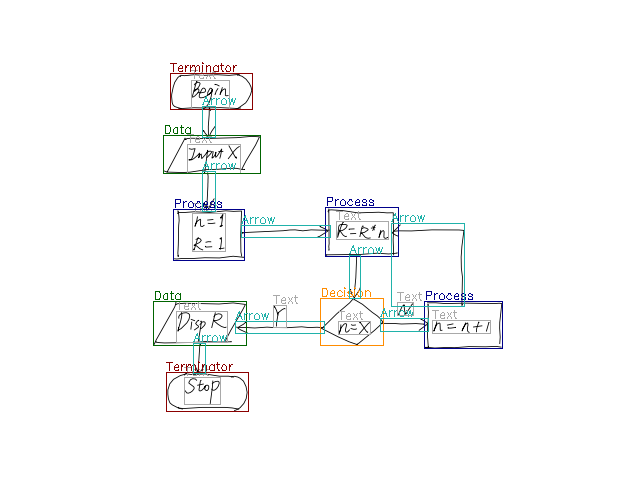 Terminator
Text
Begin
Arrow
Data
Text
Input X
Arrow
Process
n=1
R=1
Arrow
Process
Text
R=R*n
Arrow
Arrow
Decision
Text
n=X
Text
N
Arrow
Process
Text
n=n+1
Text
Y
Arrow
Data
Text
Disp R
Arrow
Terminator
Stop